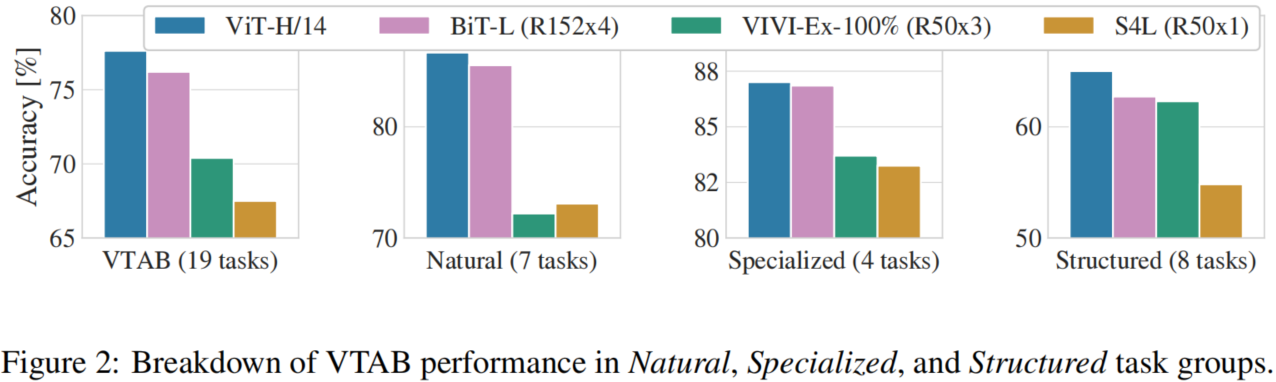 ViT-H/14 BiT-L (R152x4) VIVI-Ex-100% (R50x3) S4L (R50x1)
Accuracy [%]
80
75
70
65
VTAB (19 tasks)
80
70
Natural (7 tasks)
88
85
82
80
Specialized (4 tasks)
60
50
Structured (8 tasks)
Figure 2: Breakdown of VTAB performance in Natural, Specialized, and Structured task groups.